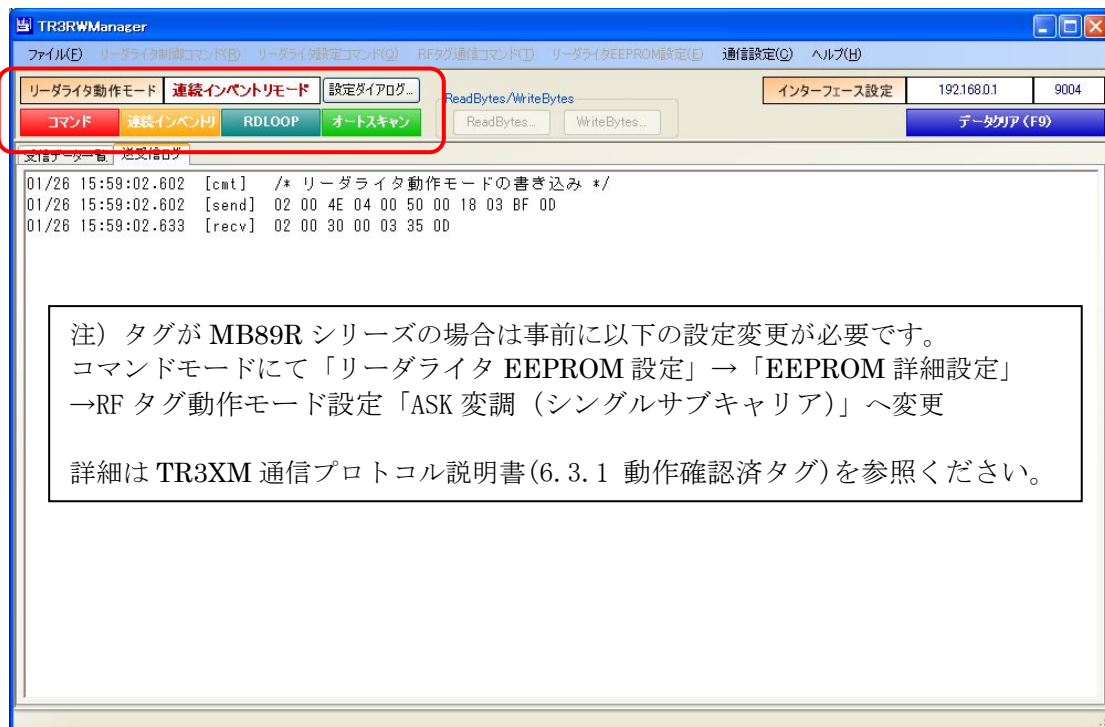 TR3RWManager
ファイル(F) リーダライタ制御コマンド(R) リーダライタ設定コマンド(Q) RFタグ通信コマンド(T) リーダライタEEPROM設定(E) 通信設定(C) ヘルプ(H)
リーダライタ動作モード 連続インベントリモード 設定ダイアログ... インターフェース設定 192.168.0.1 9004
ReadBytes/WriteBytes
コマンド 連続インベントリ RDLOOP オートスキャン ReadBytes... WriteBytes... データクリア (F9)
受信データ一覧 送受信ログ
01/26 15:59:02.602 [cmt] /* リーダライタ動作モードの書き込み */
01/26 15:59:02.602 [send] 02 00 4E 04 00 50 00 18 03 BF 0D
01/26 15:59:02.633 [recv] 02 00 30 00 03 35 0D
注) タグが MB89R シリーズの場合は事前に以下の設定変更が必要です。
コマンドモードにて「リーダライタ EEPROM 設定」→「EEPROM 詳細設定」
→RF タグ動作モード設定「ASK 変調 (シングルサブキャリア)」へ変更
詳細は TR3XM 通信プロトコル説明書(6.3.1 動作確認済タグ)を参照ください。